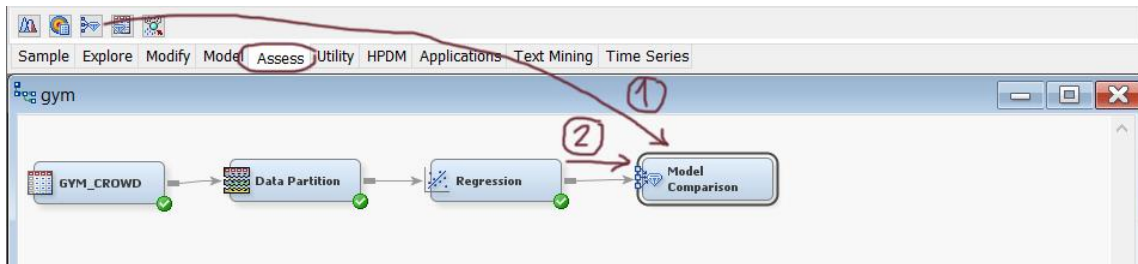 Sample Explore Modify Model Assess Utility HPDM Applications Text Mining Time Series
gym
1
2
GYM_CROWD
Data Partition
Regression
Model
Comparison